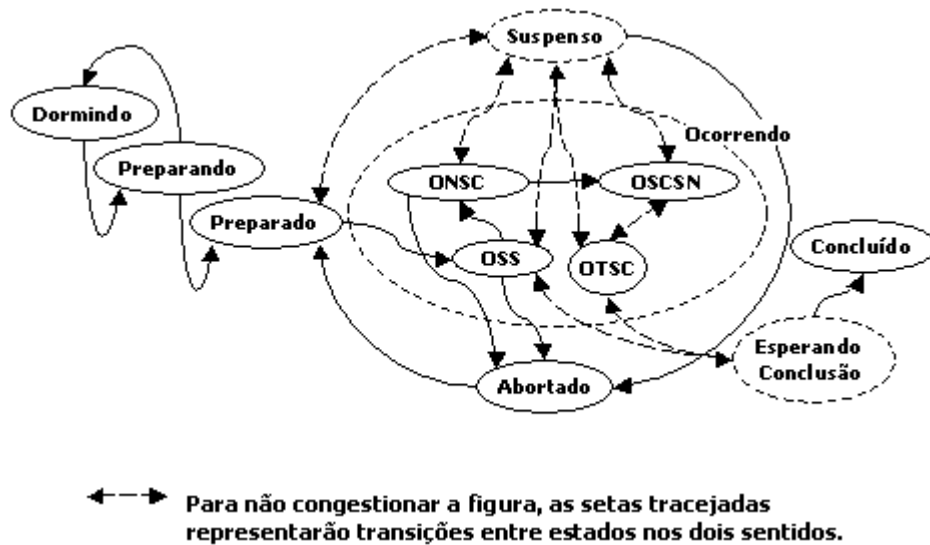 Suspenso
Dormindo
Ocorrendo
Preparando
ONSC
OSCSN
Preparado
Concluído
OSS
OTSC
Esperando
Conclusão
Abortado
Para não congestionar a figura, as setas tracejadas
representarão transições entre estados nos dois sentidos.